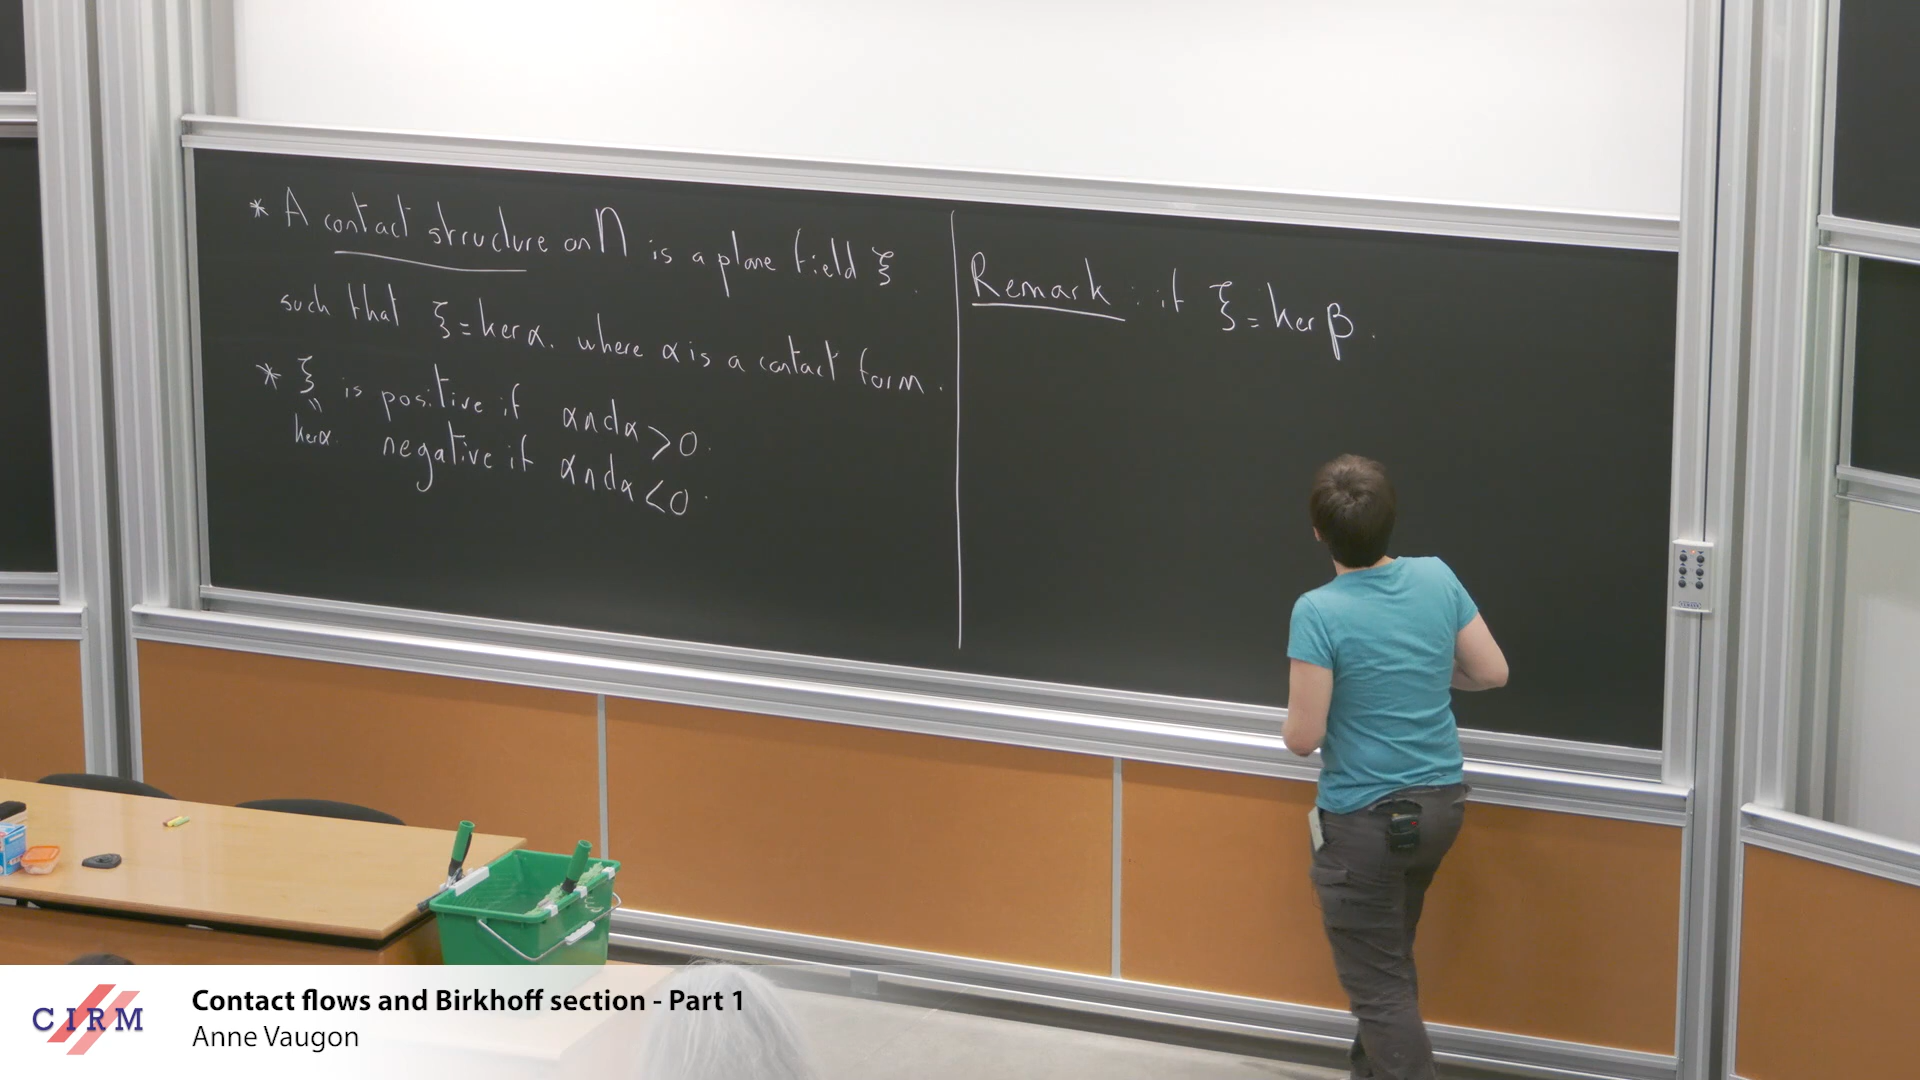 * A contact structure on M is a plane field ξ
such that ξ = ker α. where α is a contact form.
* ξ is positive if α∧dα > 0.
"
ker α. negative if α∧dα < 0.
Remark : if ξ = ker β.
CIRM
Contact flows and Birkhoff section - Part 1
Anne Vaugon